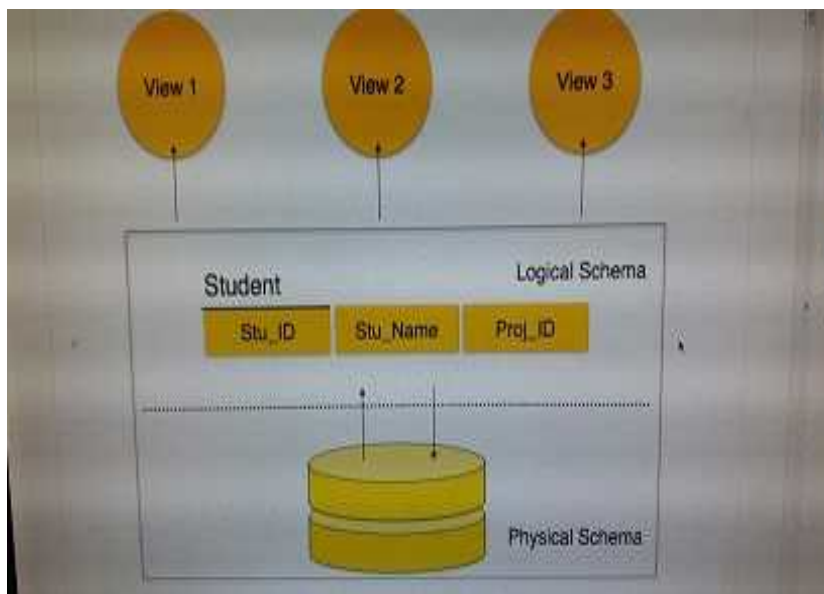 View 1
View 2
View 3
Logical Schema
Student
Stu_ID
Stu_Name
Proj_ID
Physical Schema